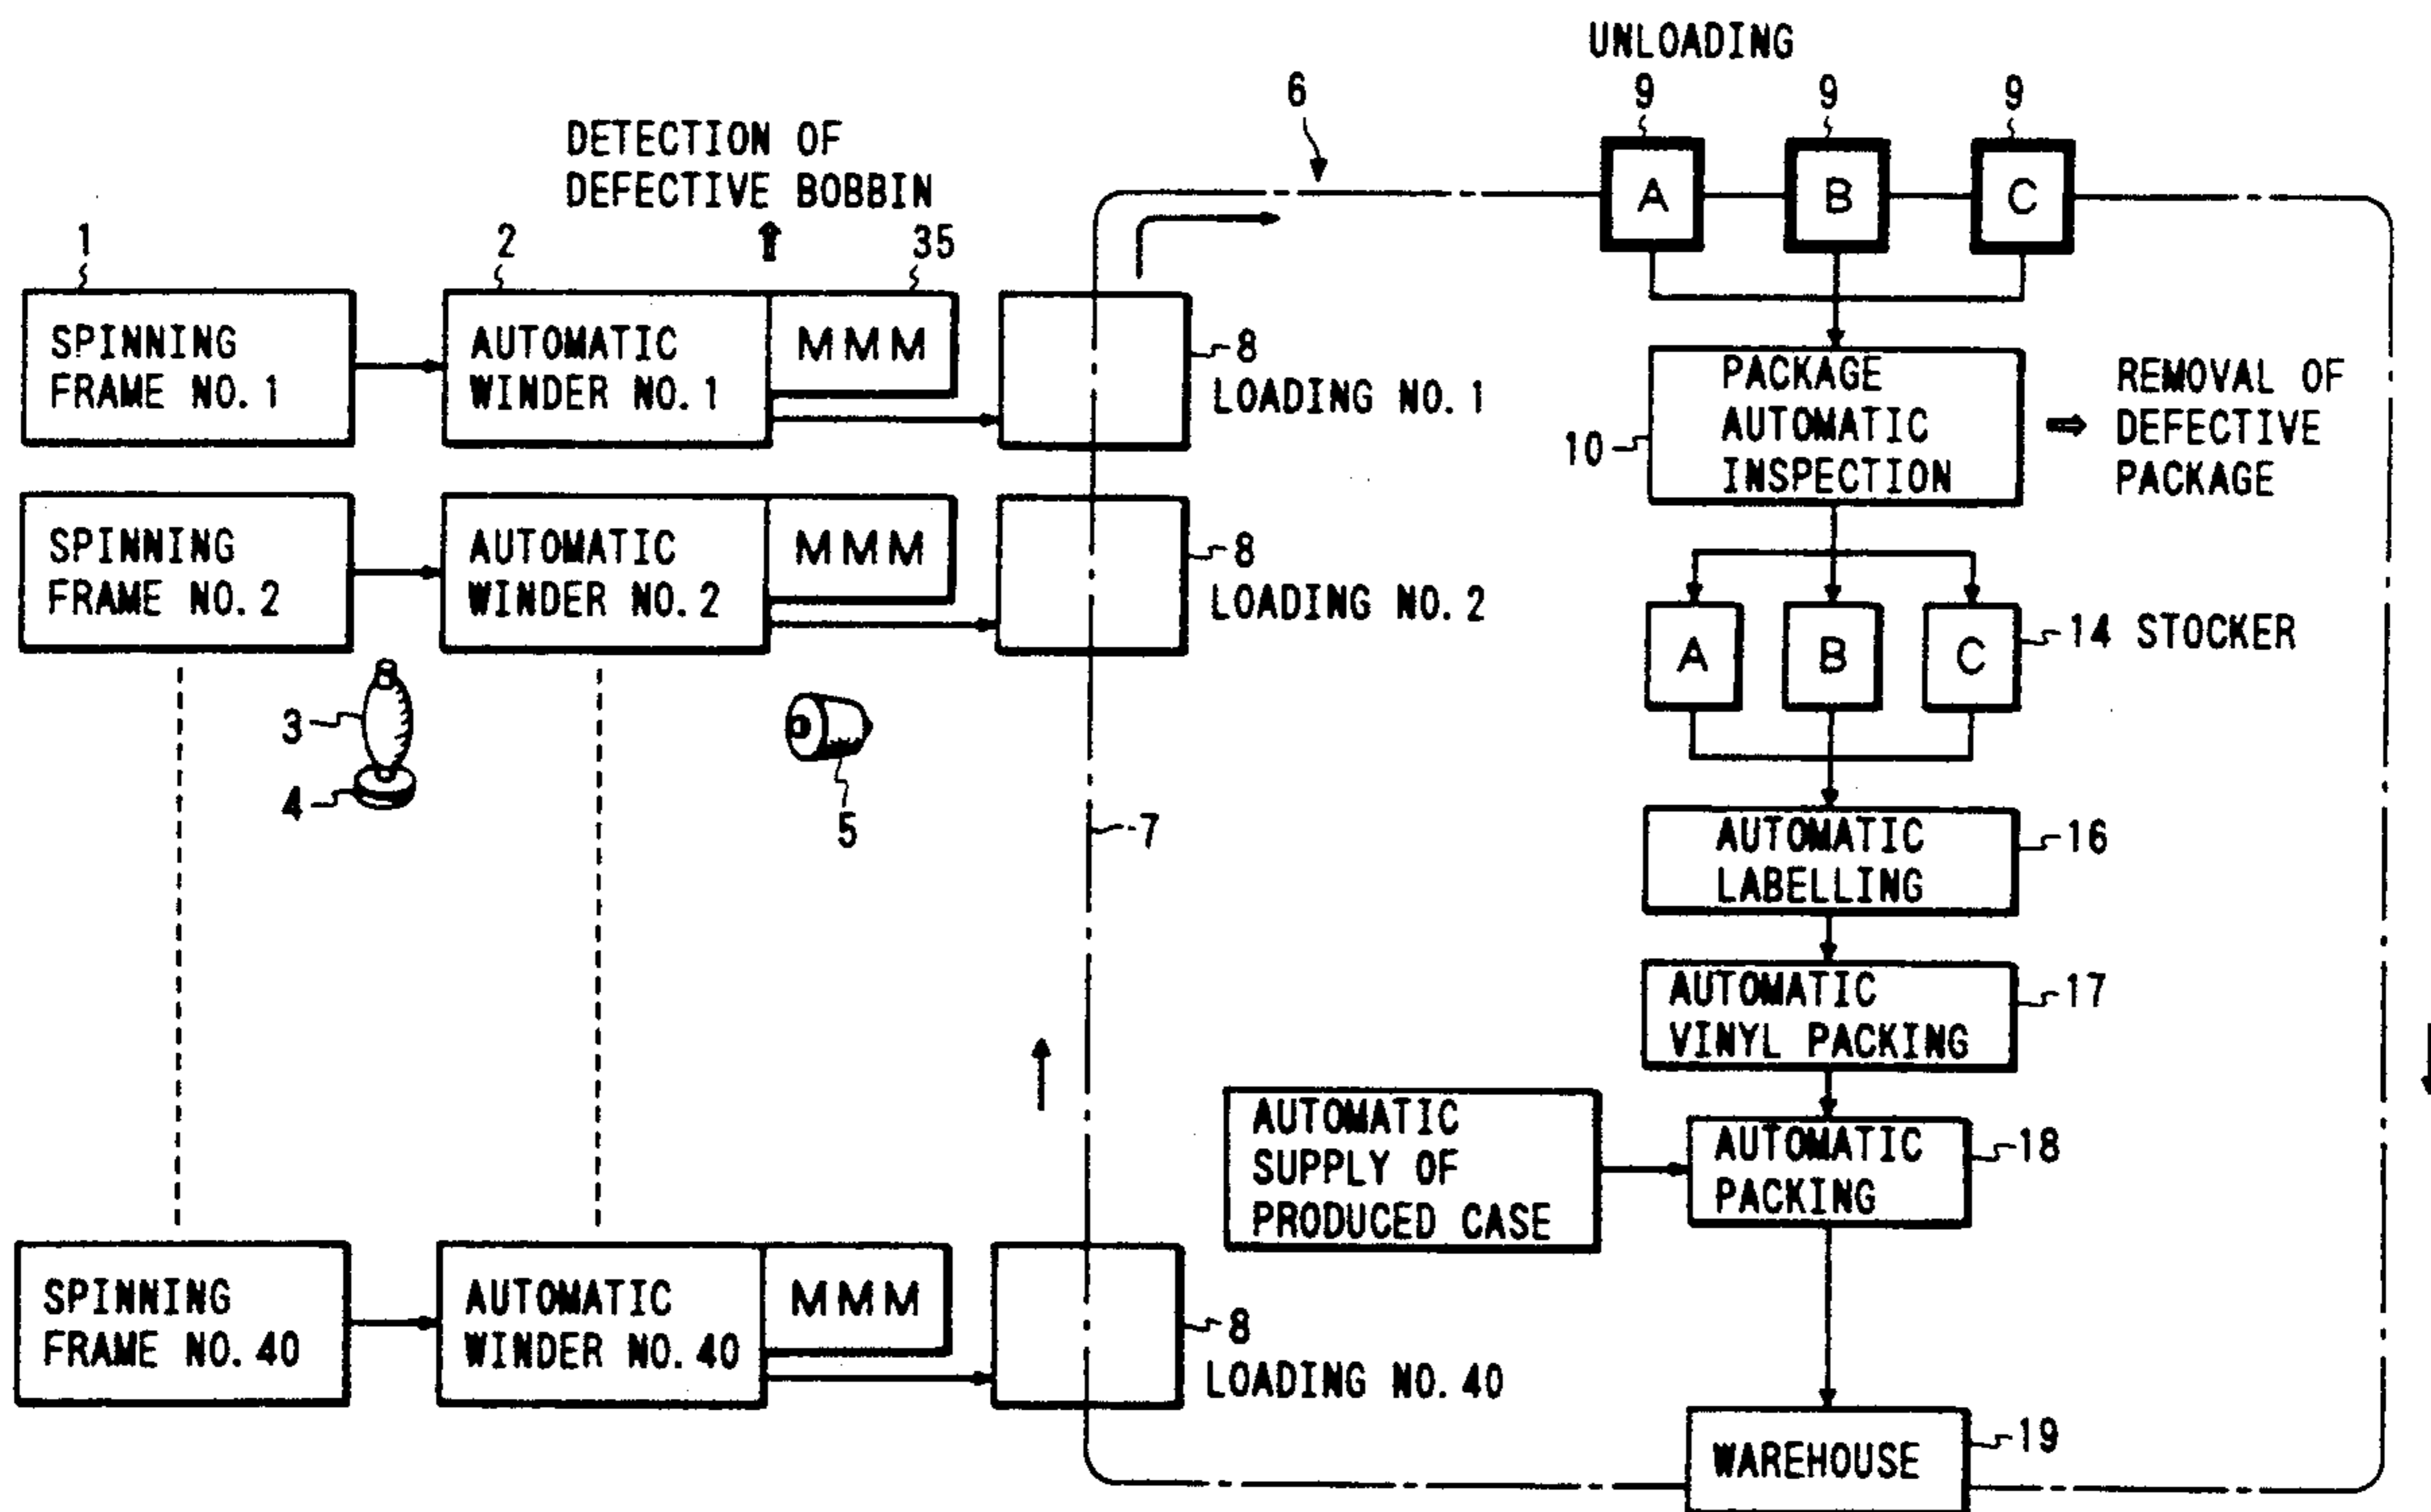 UNLOADING
6
9
9
9
DETECTION OF
DEFECTIVE BOBBIN
A
B
C
1
2
35
SPINNING
FRAME NO.1
AUTOMATIC
WINDER NO.1
MMM
8
LOADING NO.1
PACKAGE
AUTOMATIC
INSPECTION
10
REMOVAL OF
DEFECTIVE
PACKAGE
SPINNING
FRAME NO.2
AUTOMATIC
WINDER NO.2
MMM
8
LOADING NO.2
A
B
C
14 STOCKER
3
4
5
7
AUTOMATIC
LABELLING
16
AUTOMATIC
VINYL PACKING
17
AUTOMATIC
SUPPLY OF
PRODUCED CASE
AUTOMATIC
PACKING
18
SPINNING
FRAME NO.40
AUTOMATIC
WINDER NO.40
MMM
8
LOADING NO.40
WAREHOUSE
19